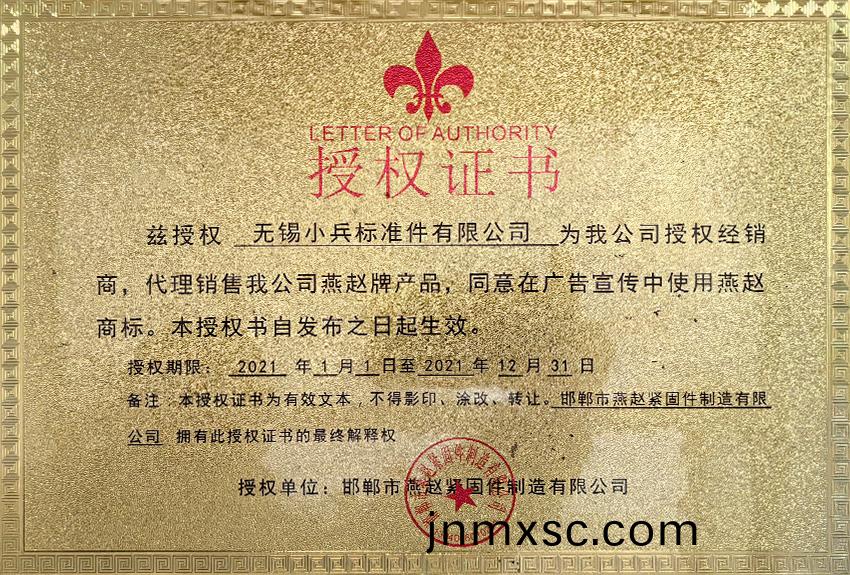 LETTER OF AUTHORITY
授权证书
兹授权 无锡小兵标准件有限公司 为我公司授权经销
商，代理销售我公司燕赵牌产品，同意在广告宣传中使用燕赵
商标。本授权书自发布之日起生效。
授权期限： 2021 年 1 月 1 日至 2021 年 12 月 31 日
备注：本授权证书为有效文本，不得影印、涂改、转让。邯郸市燕赵紧固件制造有限
公司 拥有此授权证书的最终解释权
授权单位：邯郸市燕赵紧固件制造有限公司
jnmxsc.com